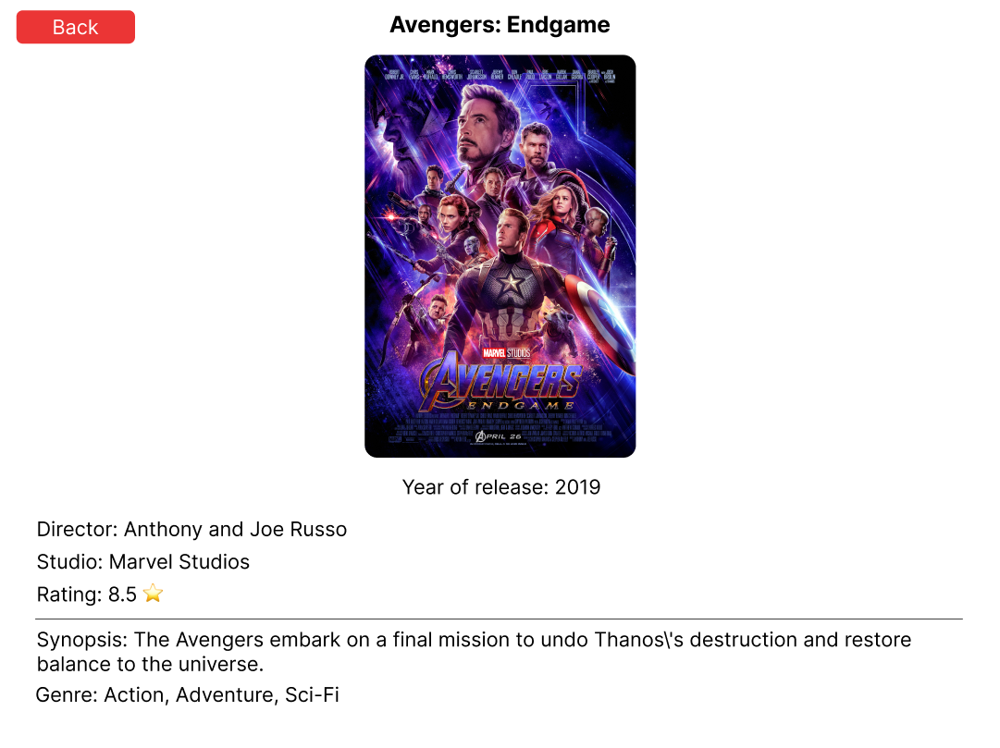 Back
Avengers: Endgame
MARVEL STUDIOS
AVENGERS
ENDGAME
APRIL 26
Year of release: 2019
Director: Anthony and Joe Russo
Studio: Marvel Studios
Rating: 8.5 ⭐
Synopsis: The Avengers embark on a final mission to undo Thanos\'s destruction and restore
balance to the universe.
Genre: Action, Adventure, Sci-Fi